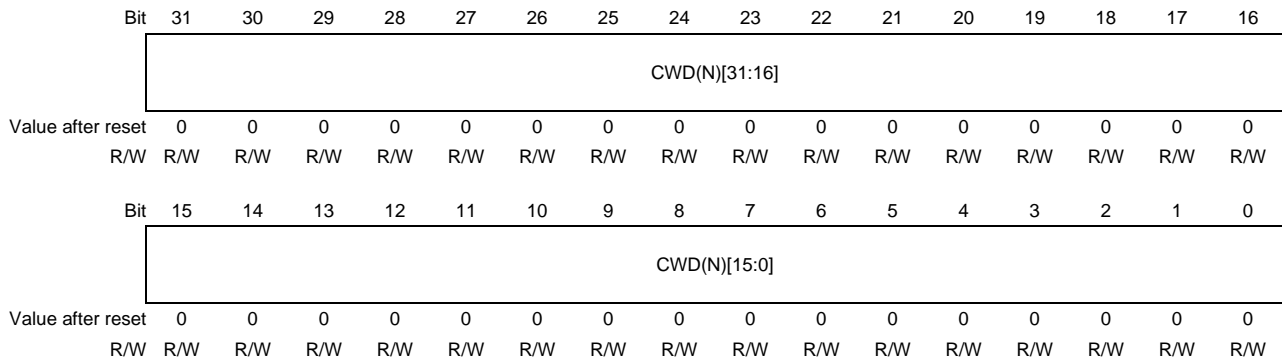 Bit 31 30 29 28 27 26 25 24 23 22 21 20 19 18 17 16
CWD(N)[31:16]
Value after reset 0 0 0 0 0 0 0 0 0 0 0 0 0 0 0 0
R/W R/W R/W R/W R/W R/W R/W R/W R/W R/W R/W R/W R/W R/W R/W R/W R/W
Bit 15 14 13 12 11 10 9 8 7 6 5 4 3 2 1 0
CWD(N)[15:0]
Value after reset 0 0 0 0 0 0 0 0 0 0 0 0 0 0 0 0
R/W R/W R/W R/W R/W R/W R/W R/W R/W R/W R/W R/W R/W R/W R/W R/W R/W